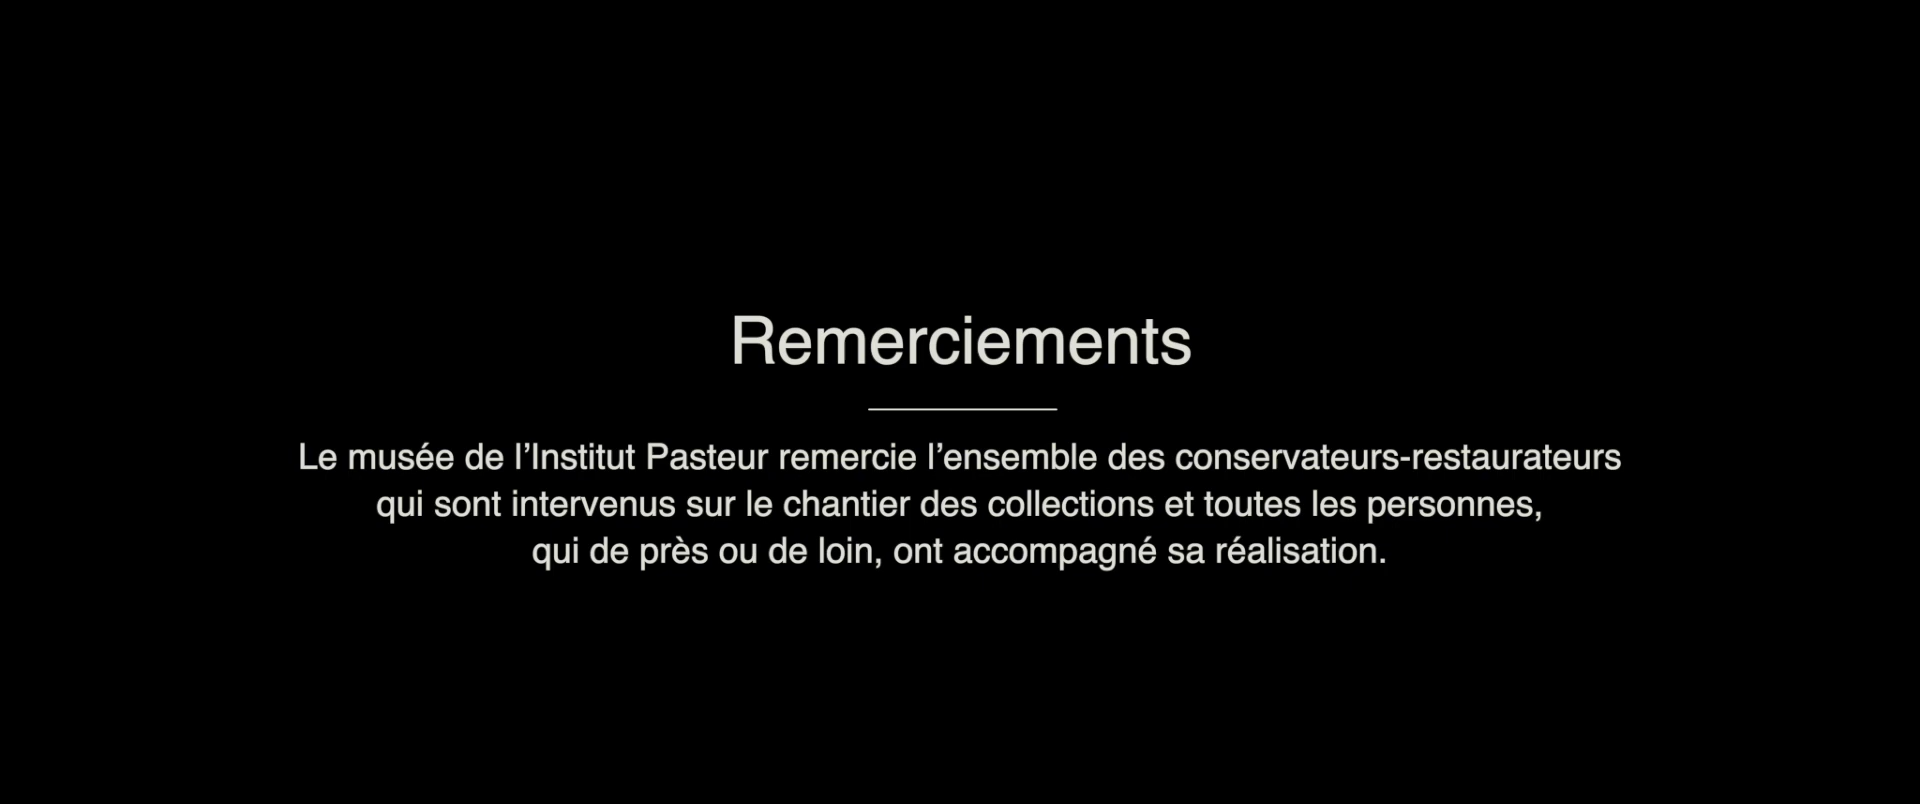 Remerciements
Le musée de l’Institut Pasteur remercie l’ensemble des conservateurs-restaurateurs
qui sont intervenus sur le chantier des collections et toutes les personnes,
qui de près ou de loin, ont accompagné sa réalisation.